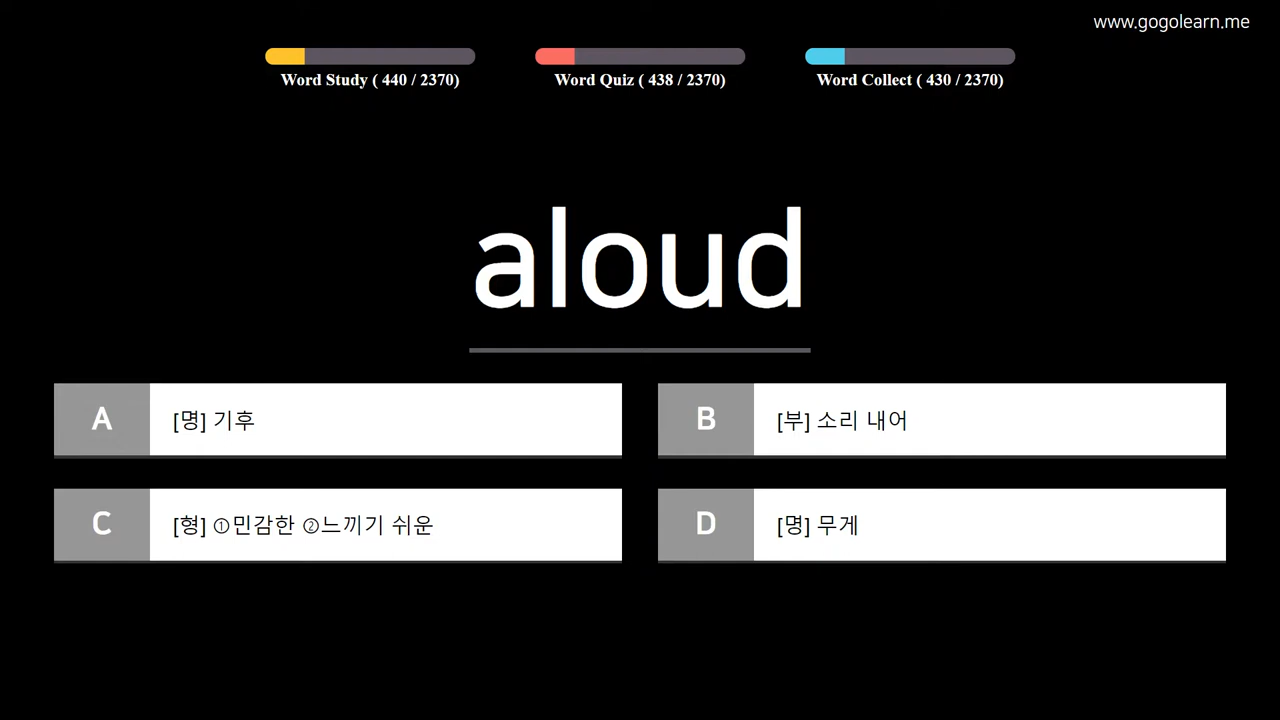 www.gogolearn.me
Word Study ( 440 / 2370)
Word Quiz ( 438 / 2370)
Word Collect ( 430 / 2370)
aloud
A [명] 기후
B [부] 소리 내어
C [형] ①민감한 ②느끼기 쉬운
D [명] 무게